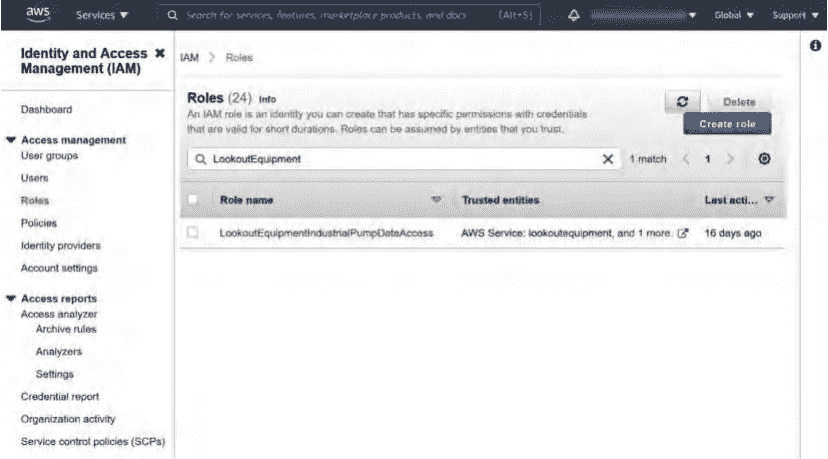 aws Services Search for services, features, marketplace products, and docs [Alt+S] Global Support
Identity and Access
Management (IAM)
Dashboard
Access management
User groups
Users
Roles
Policies
Identity providers
Account settings
Access reports
Access analyzer
Archive rules
Analyzers
Settings
Credential report
Organization activity
Service control policies (SCPs)
IAM > Roles
Roles (24) Info
An IAM role is an identity you can create that has specific permissions with credentials
that are valid for short durations. Roles can be assumed by entities that you trust.
Delete
Create role
LookoutEquipment 1 match < 1 >
Role name Trusted entities Last acti...
LookoutEquipmentIndustrialPumpDataAccess AWS Service: lookoutequipment, and 1 more. 16 days ago